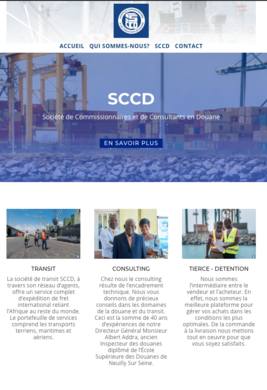 ACCUEIL QUI SOMMES-NOUS? SCCD CONTACT
SCCD
Société de Commissionnaires et de Consultants en Douane
EN SAVOIR PLUS
TRANSIT
La société de transit SCCD, à
travers son réseau d'agents,
offre un service complet
d'expédition de fret
international reliant
l'Afrique au reste du monde.
Le portefeuille de services
comprend les transports
terriens, maritimes et
aériens.
CONSULTING
Chez nous le consulting
résulte de l'encadrement
technique. Nous vous
donnons de précieux
conseils dans les domaines
de la douane et du transit.
Ceci est la somme de 40 ans
d'expériences de notre
Directeur Général Monsieur
Albert Addra, ancien
Inspecteur des douanes
diplômé de l'École
Supérieure des Douanes de
Neuilly Sur Seine.
TIERCE - DETENTION
Nous sommes
l'intermédiaire entre le
vendeur et l'acheteur. En
effet, nous sommes la
meilleure plateforme pour
gérer vos achats dans les
conditions les plus
optimales. De la commande
à la livraison nous mettons
tout en oeuvre pour que
vous soyez satisfaits.